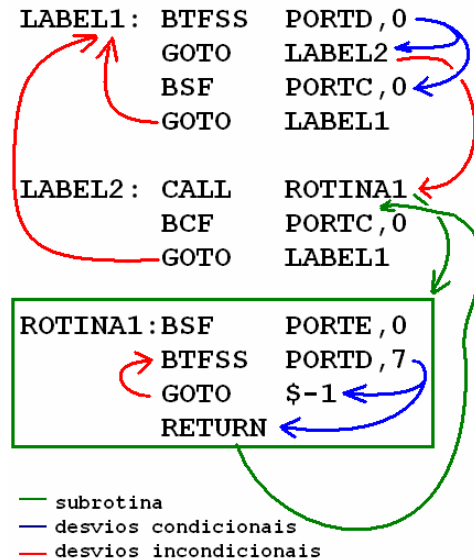 LABEL1: BTFSS PORTD,0
GOTO LABEL2
BSF PORTC,0
GOTO LABEL1
LABEL2: CALL ROTINA1
BCF PORTC,0
GOTO LABEL1
ROTINA1:BSF PORTE,0
BTFSS PORTD,7
GOTO $-1
RETURN
subrotina
desvios condicionais
desvios incondicionais